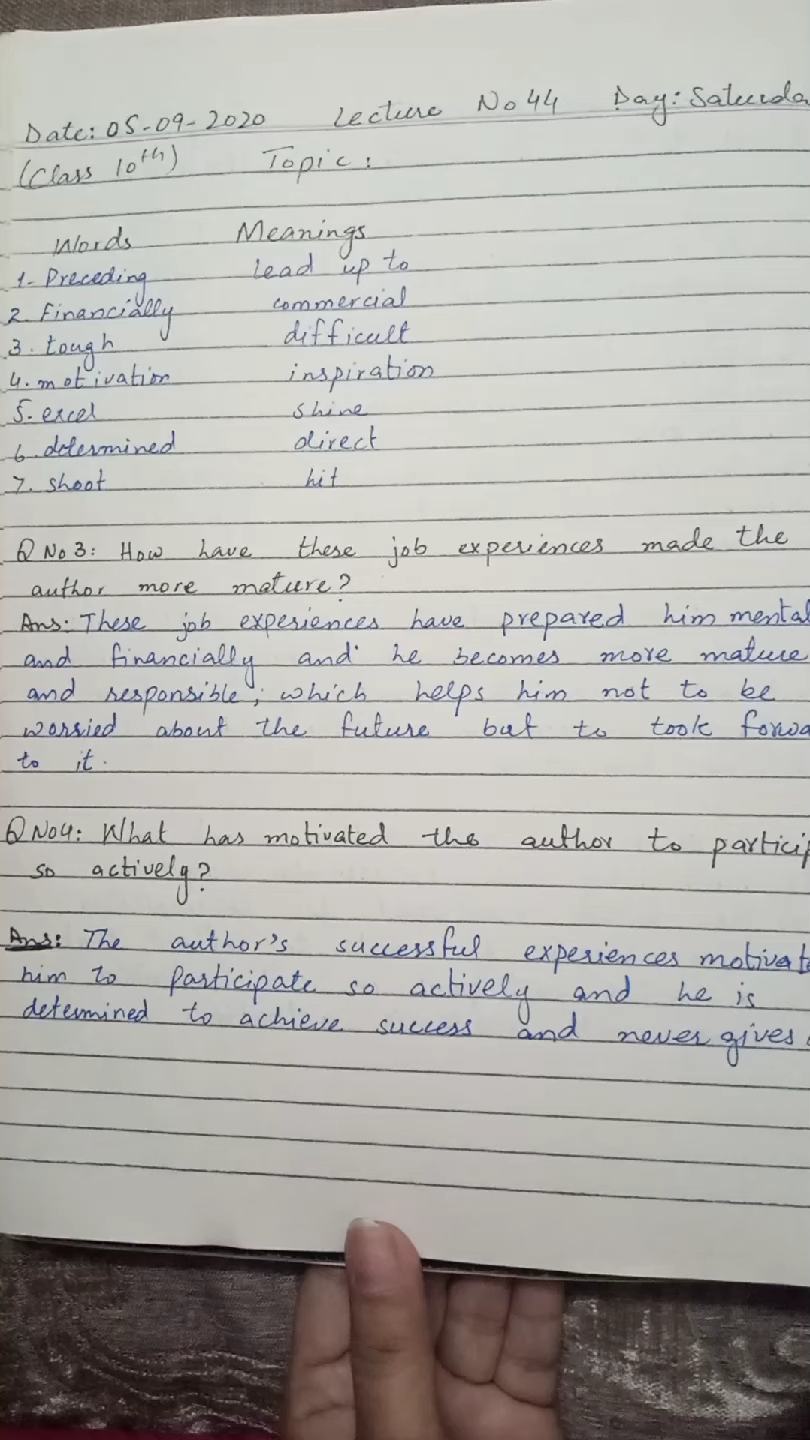 Date: 05-09-2020 Lecture No 44 Day: Saturda
(Class 10th) Topic:
Words Meanings
1- Preceding lead up to
2. Financially commercial
3. tough difficult
4. motivation inspiration
5. excel shine
6. determined direct
7. shoot hit
Q No 3: How have these job experiences made the
author more mature?
Ans: These job experiences have prepared him mental
and financially and he becomes more mature
and responsible, which helps him not to be
worried about the future but to took forwa
to it.
Q No4: What has motivated the author to particip
so actively?
Ans: The author's successful experiences motivat
him to participate so actively and he is
determined to achieve success and never gives